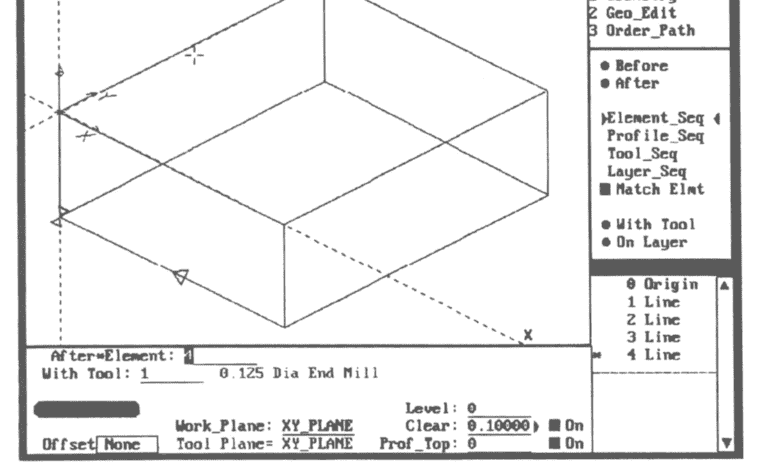 2 Geo_Edit
3 Order_Path
Before
After
Element_Seq
Profile_Seq
Tool_Seq
Layer_Seq
Match Elmt
With Tool
On Layer
Y
X
X
0 Origin
1 Line
2 Line
3 Line
* 4 Line
After*Element: 4
With Tool: 1 0.125 Dia End Mill
Level: 0
Work_Plane: XY_PLANE Clear: 0.10000 On
Offset None Tool Plane= XY_PLANE Prof_Top: 0 On